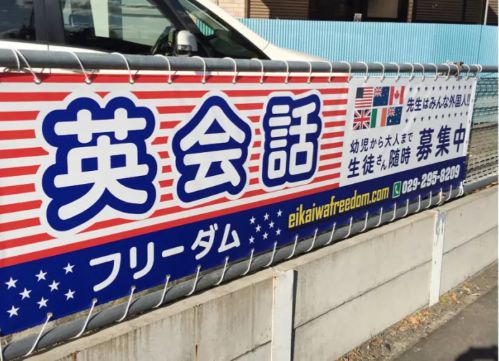 英会話
フリーダム
先生はみんな外国人!!
幼児から大人まで
生徒さん随時 募集中
eikaiwafreedom.com 029-295-8209